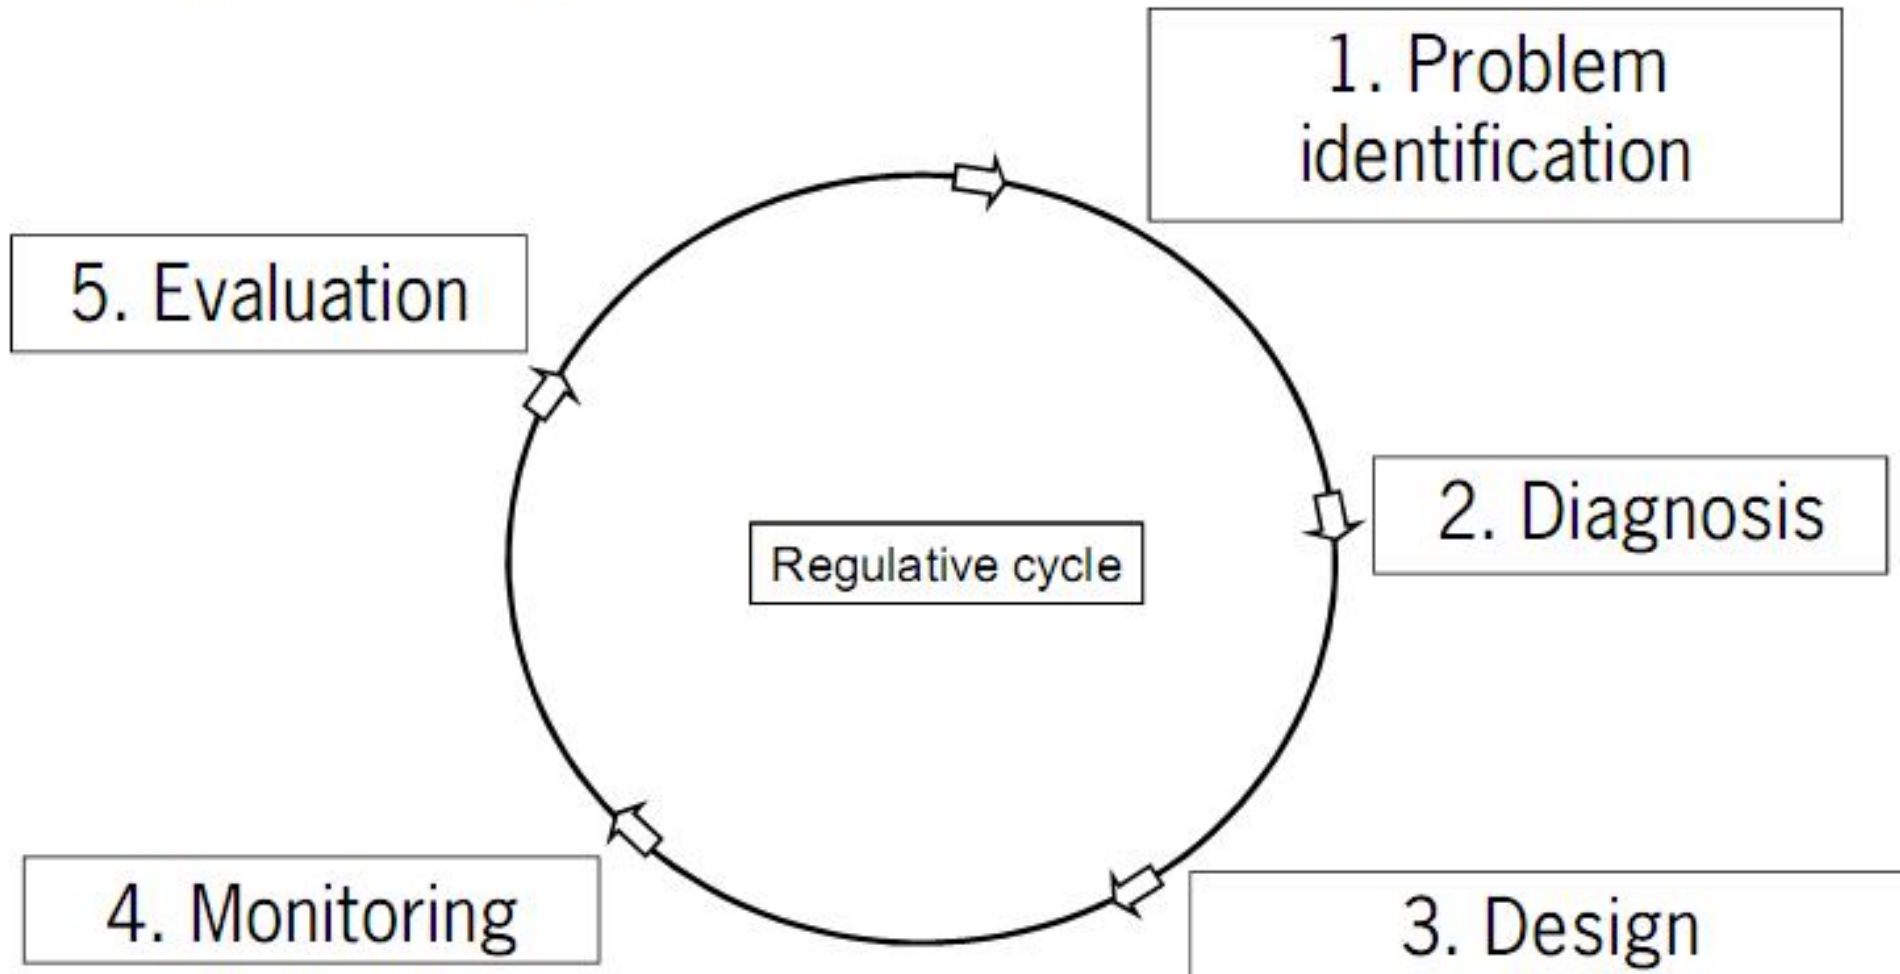 1. Problem
identification
2. Diagnosis
3. Design
4. Monitoring
5. Evaluation
Regulative cycle